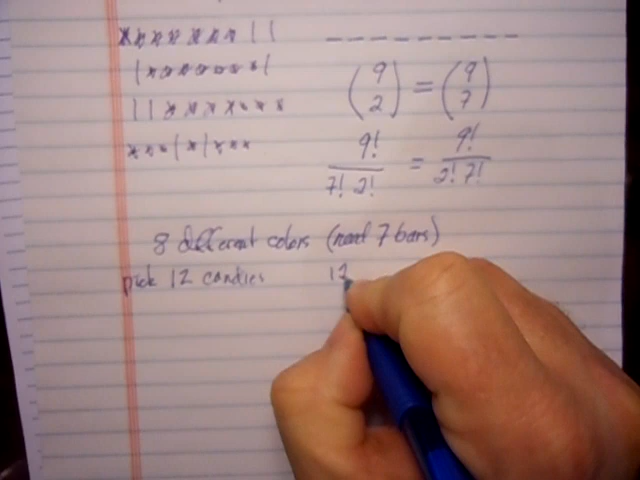 xxxxxxx||
|xxxxxxx|
||xxxxxxx
xxx|x|xxx
_ _ _ _ _ _ _ _ _
(9 2) = (9 7)
9! / 7! 2! = 9! / 2! 7!
8 different colors (need 7 bars)
pick 12 candies 12